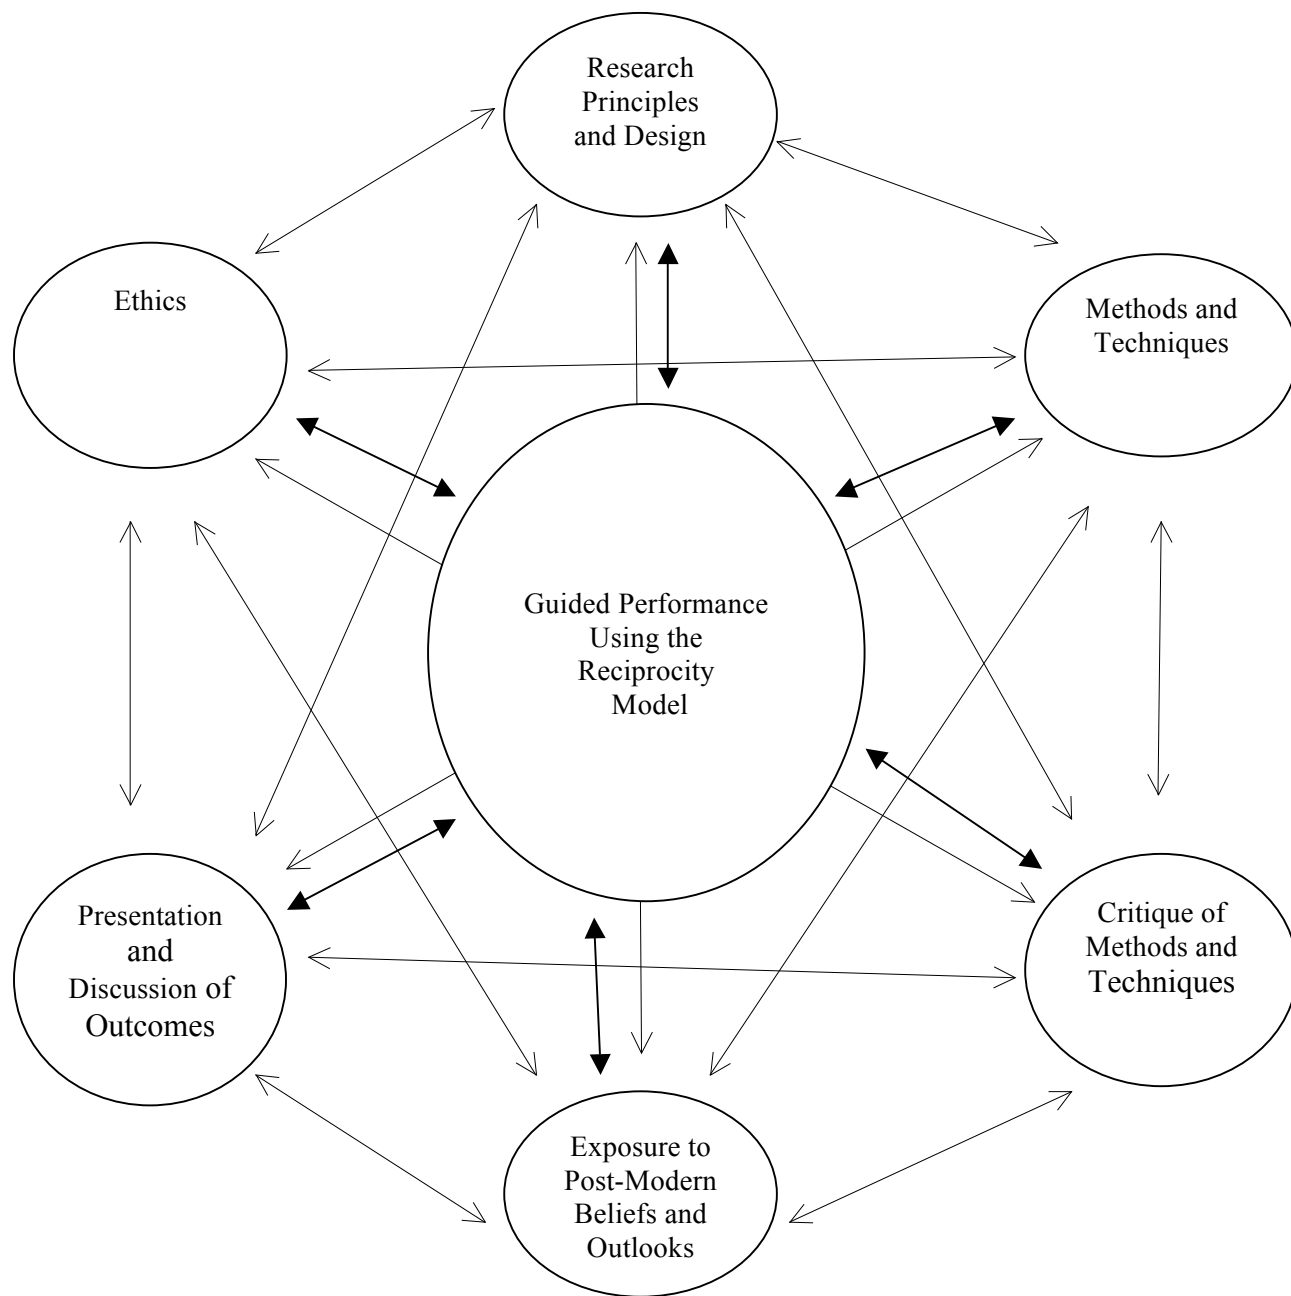 Research
Principles
and Design
Ethics
Methods and
Techniques
Guided Performance
Using the
Reciprocity
Model
Presentation
and
Discussion of
Outcomes
Critique of
Methods and
Techniques
Exposure to
Post-Modern
Beliefs and
Outlooks